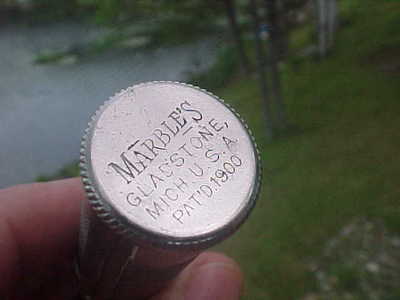 MARBLE'S
GLADSTONE,
MICH U.S.A
PAT'D.1900